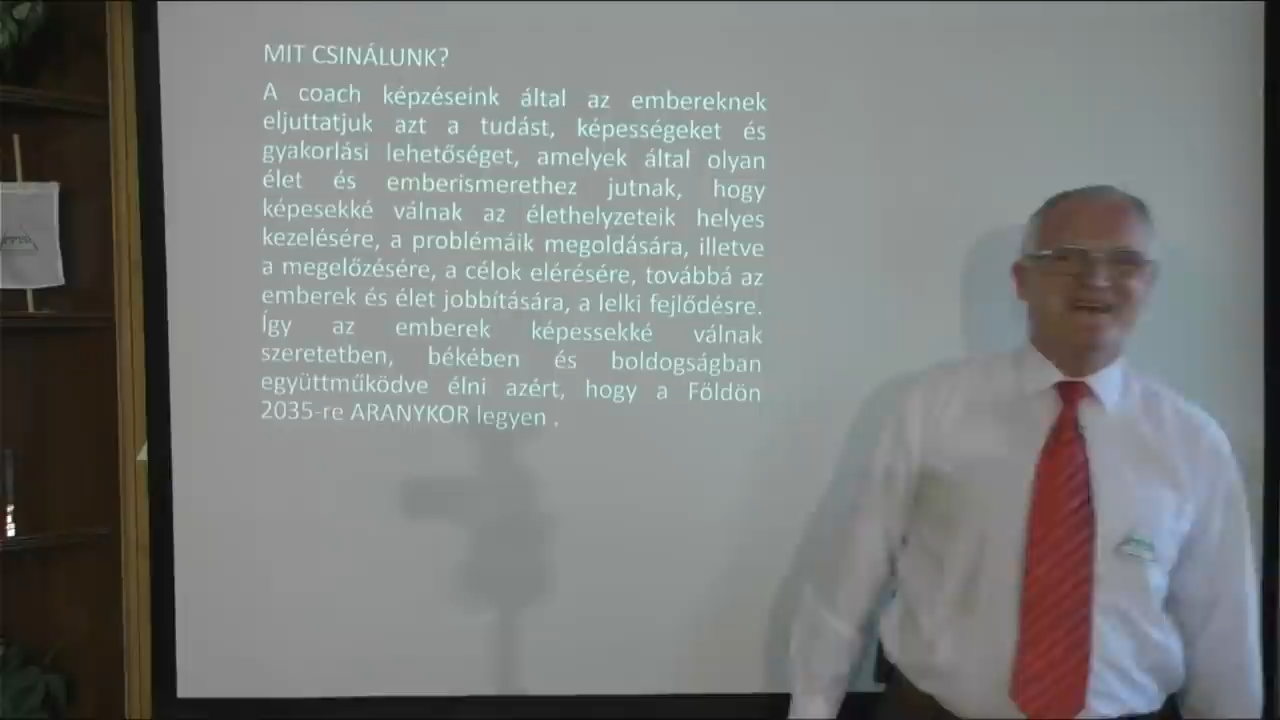 MIT CSINÁLUNK?
A coach képzéseink által az embereknek
eljuttatjuk azt a tudást, képességeket és
gyakorlási lehetőséget, amelyek által olyan
élet és emberismerethez jutnak, hogy
képesekké válnak az élethelyzeteik helyes
kezelésére, a problémáik megoldására, illetve
a megelőzésére, a célok elérésére, továbbá az
emberek és élet jobbítására, a lelki fejlődésre.
Így az emberek képessekké válnak
szeretetben, békében és boldogságban
együttműködve élni azért, hogy a Földön
2035-re ARANYKOR legyen .